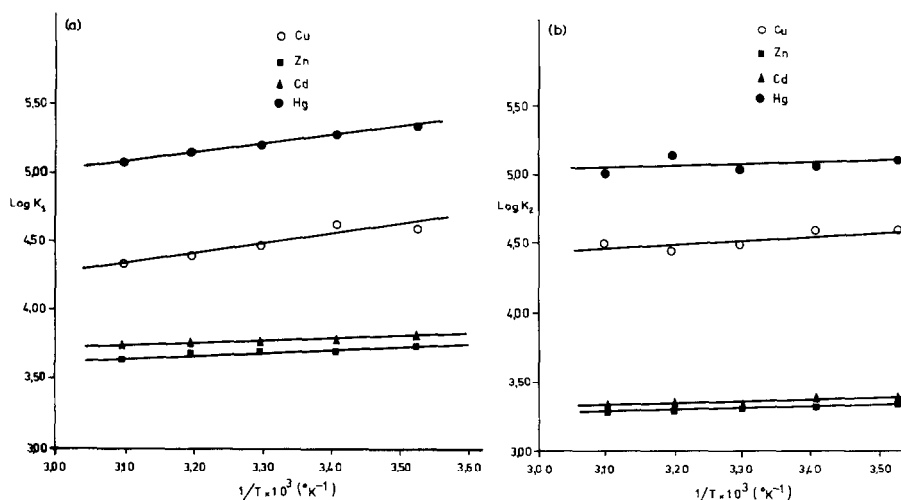 (a)
Cu
Zn
Cd
Hg
5,50
5,00
Log K₁
4,50
4,00
3,50
3,00
3,00 3,10 3,20 3,30 3,40 3,50 3,60
1/T × 10³ (°K⁻¹)
(b)
Cu
Zn
Cd
Hg
5,50
5,00
Log K₂
4,50
4,00
3,50
3,00
3,00 3,10 3,20 3,30 3,40 3,50
1/T × 10³ (°K⁻¹)